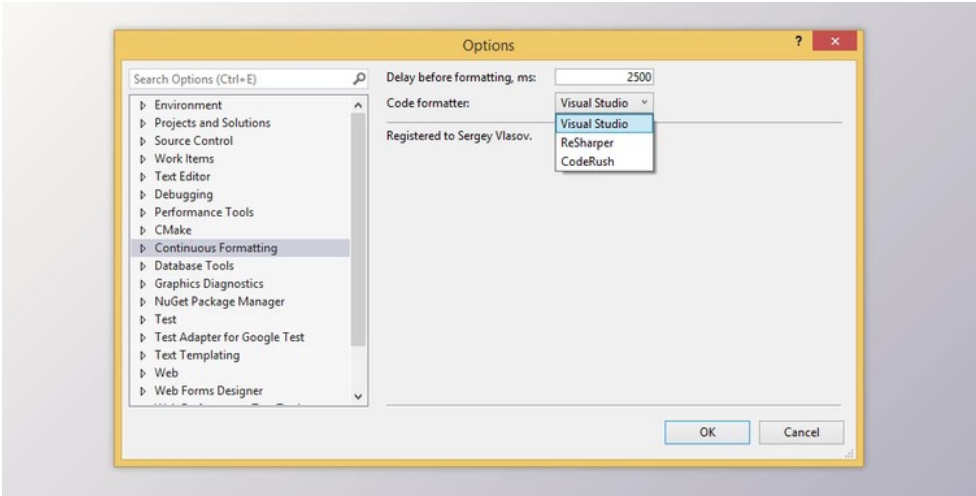 Options
?
Search Options (Ctrl+E)
Environment
Projects and Solutions
Source Control
Work Items
Text Editor
Debugging
Performance Tools
CMake
Continuous Formatting
Database Tools
Graphics Diagnostics
NuGet Package Manager
Test
Test Adapter for Google Test
Text Templating
Web
Web Forms Designer
Delay before formatting, ms: 2500
Code formatter: Visual Studio
Visual Studio
ReSharper
CodeRush
Registered to Sergey Vlasov.
OK Cancel